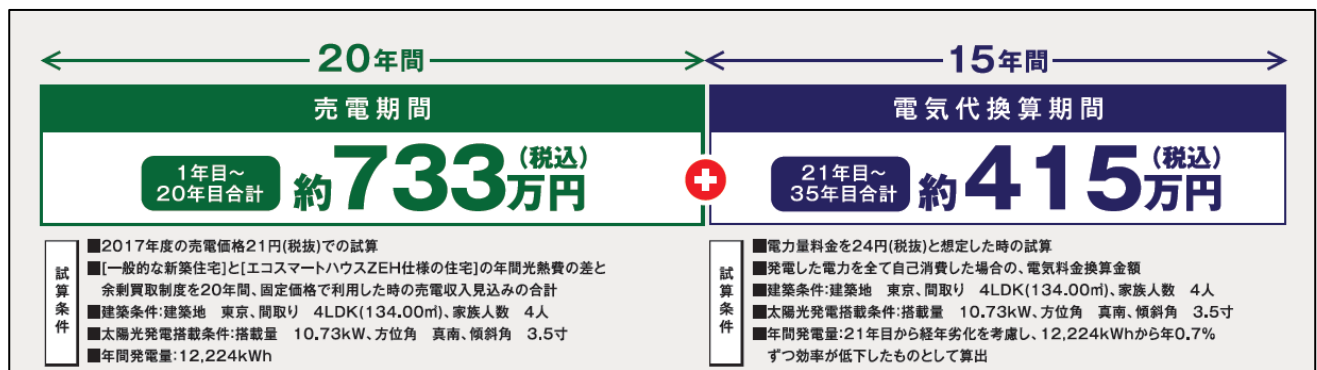 20年間
売電期間
1年目～
20年目合計
約733万円(税込)
試算条件
■2017年度の売電価格21円(税抜)での試算
■[一般的な新築住宅]と[エコスマートハウスZEH仕様の住宅]の年間光熱費の差と
余剰買取制度を20年間、固定価格で利用した時の売電収入見込みの合計
■建築条件:建築地　東京、間取り　4LDK(134.00㎡)、家族人数　4人
■太陽光発電搭載条件:搭載量　10.73kW、方位角　真南、傾斜角　3.5寸
■年間発電量:12,224kWh
15年間
電気代換算期間
21年目～
35年目合計
約415万円(税込)
試算条件
■電力量料金を24円(税抜)と想定した時の試算
■発電した電力を全て自己消費した場合の、電気料金換算金額
■建築条件:建築地　東京、間取り　4LDK(134.00㎡)、家族人数　4人
■太陽光発電搭載条件:搭載量　10.73kW、方位角　真南、傾斜角　3.5寸
■年間発電量:21年目から経年劣化を考慮し、12,224kWhから年0.7%
ずつ効率が低下したものとして算出